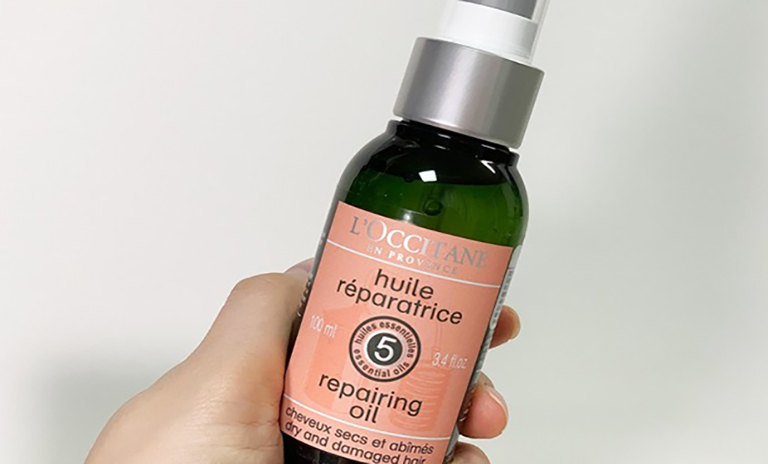 L'OCCITANE
EN PROVENCE
huile
réparatrice
100 ml
huiles essentielles
5
essential oils
3.4 fl.oz
repairing
oil
cheveux secs et abîmés
dry and damaged hair